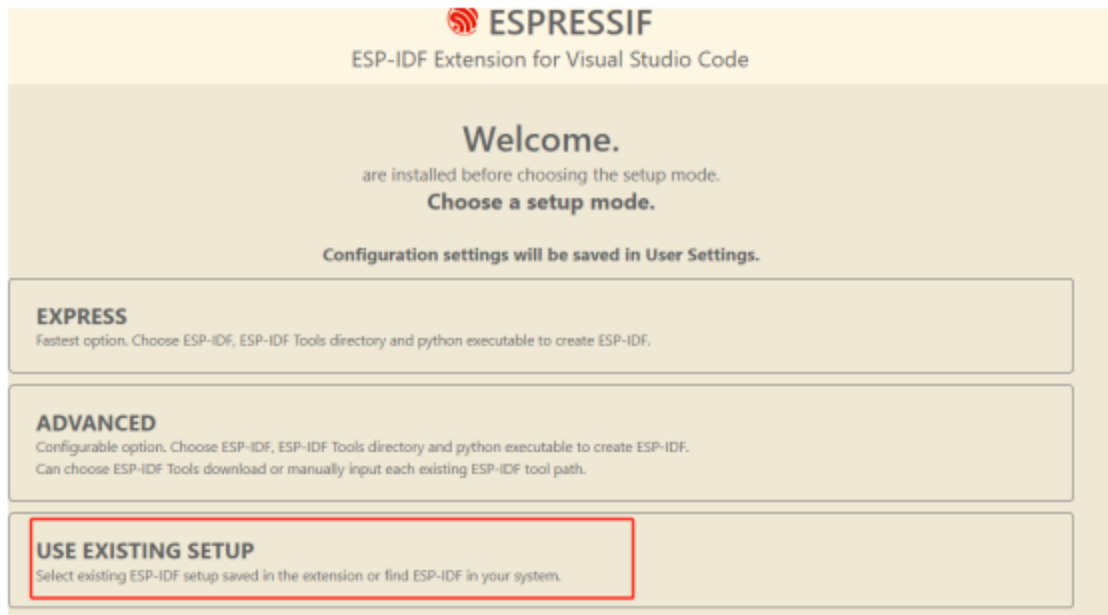 ESPRESSIF
ESP-IDF Extension for Visual Studio Code
Welcome.
are installed before choosing the setup mode.
Choose a setup mode.
Configuration settings will be saved in User Settings.
EXPRESS
Fastest option. Choose ESP-IDF, ESP-IDF Tools directory and python executable to create ESP-IDF.
ADVANCED
Configurable option. Choose ESP-IDF, ESP-IDF Tools directory and python executable to create ESP-IDF.
Can choose ESP-IDF Tools download or manually input each existing ESP-IDF tool path.
USE EXISTING SETUP
Select existing ESP-IDF setup saved in the extension or find ESP-IDF in your system.